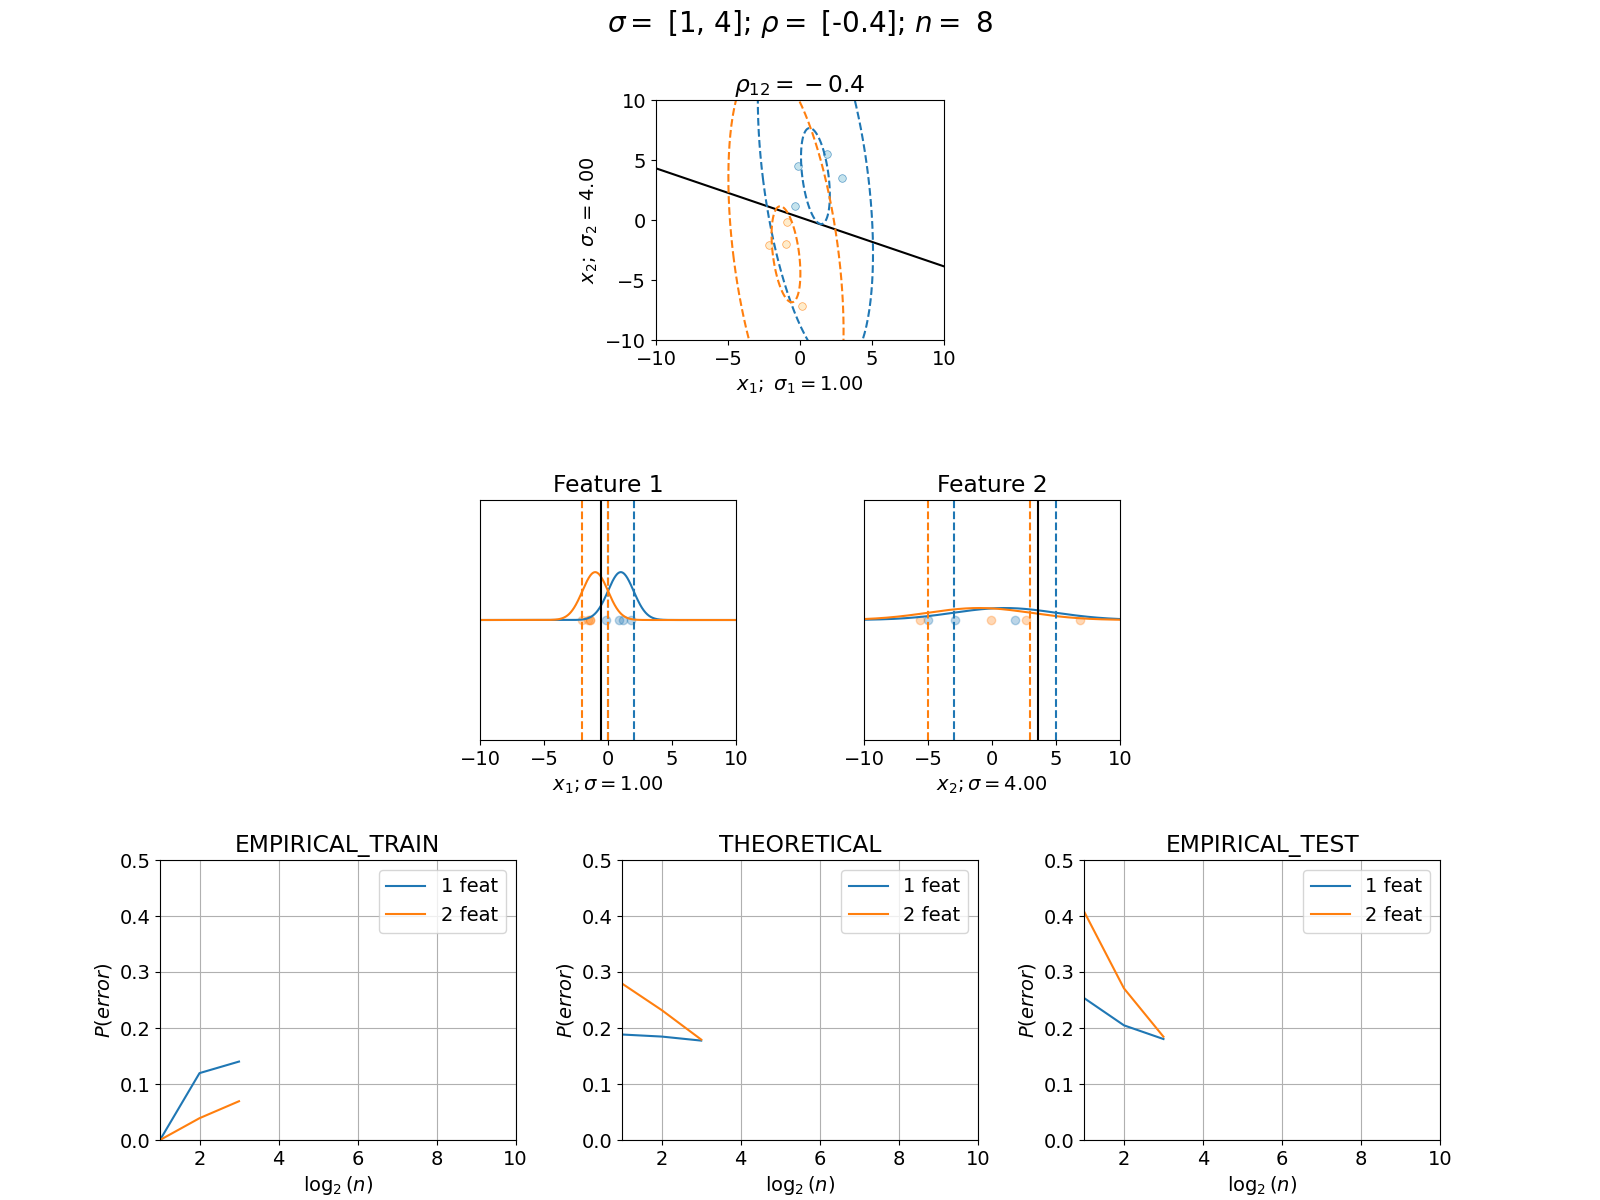 σ = [1, 4]; ρ = [-0.4]; n = 8
ρ₁₂ = −0.4
10
5
0
−5
−10
x₂; σ₂ = 4.00
−10 −5 0 5 10
x₁; σ₁ = 1.00
Feature 1
−10 −5 0 5 10
x₁; σ = 1.00
Feature 2
−10 −5 0 5 10
x₂; σ = 4.00
EMPIRICAL_TRAIN
1 feat
2 feat
0.5
0.4
0.3
0.2
0.1
0.0
P(error)
2 4 6 8 10
log₂(n)
THEORETICAL
1 feat
2 feat
0.5
0.4
0.3
0.2
0.1
0.0
P(error)
2 4 6 8 10
log₂(n)
EMPIRICAL_TEST
1 feat
2 feat
0.5
0.4
0.3
0.2
0.1
0.0
P(error)
2 4 6 8 10
log₂(n)